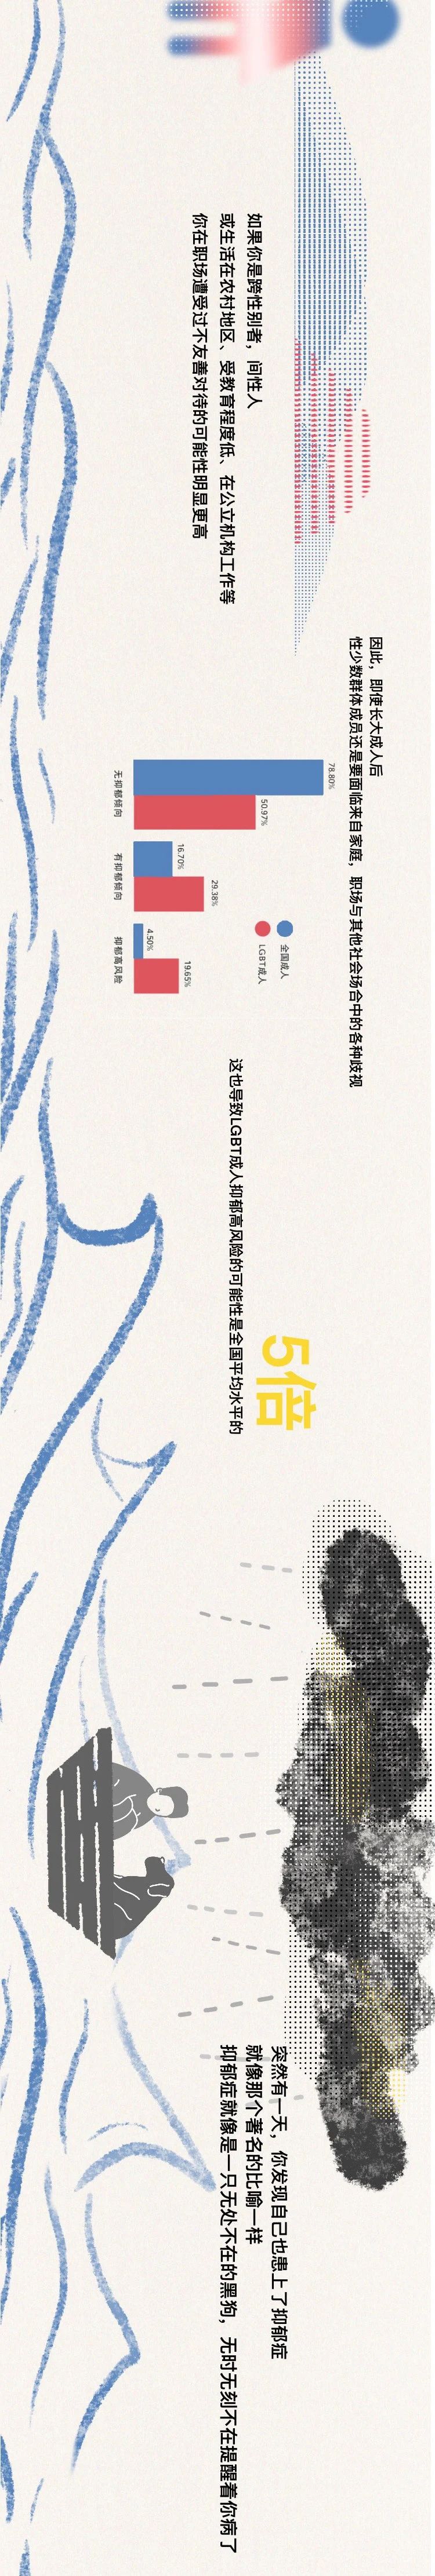 如果你是跨性别者，间性人
或生活在农村地区、受教育程度低、在公立机构工作等
你在职场遭受过不友善对待的可能性明显更高
因此，即使长大成人后
性少数群体成员还是要面临来自家庭，职场与其他社会场合中的各种歧视
78.80%
50.97%
16.70%
29.38%
4.50%
19.65%
无抑郁倾向
有抑郁倾向
抑郁高风险
全国成人
LGBT成人
这也导致LGBT成人抑郁高风险的可能性是全国平均水平的
5倍
突然有一天，你发现自己也患上了抑郁症
就像那个著名的比喻一样
抑郁症就像是一只无处不在的黑狗，无时无刻不在提醒着你病了